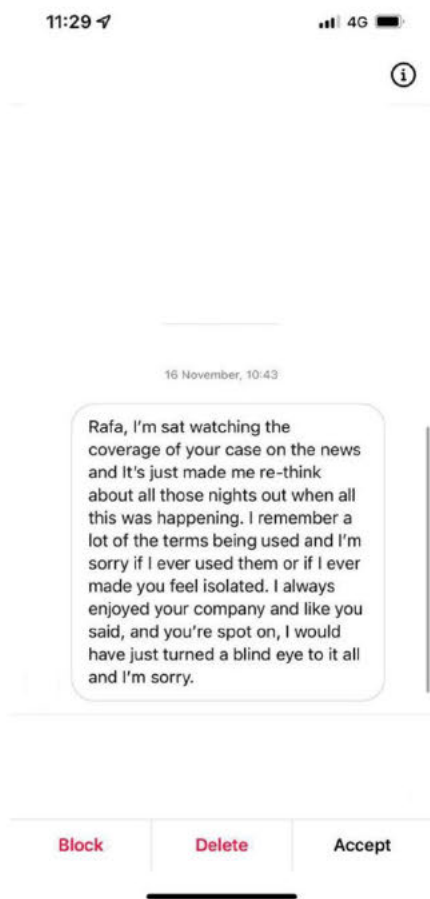 11:29 4G
16 November, 10:43
Rafa, I'm sat watching the
coverage of your case on the news
and It's just made me re-think
about all those nights out when all
this was happening. I remember a
lot of the terms being used and I'm
sorry if I ever used them or if I ever
made you feel isolated. I always
enjoyed your company and like you
said, and you're spot on, I would
have just turned a blind eye to it all
and I'm sorry.
Block Delete Accept